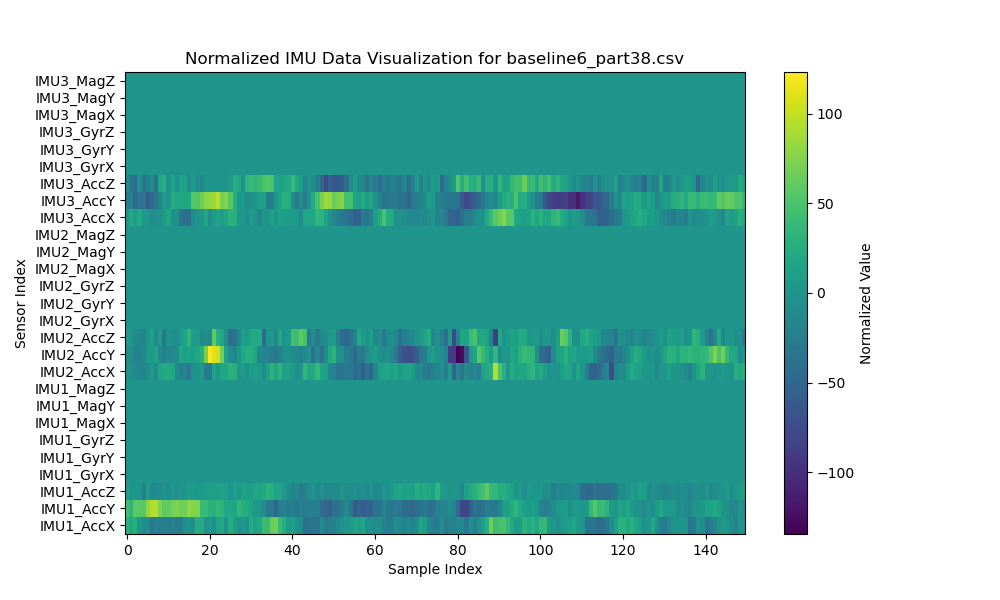 Normalized IMU Data Visualization for baseline6_part38.csv
IMU3_MagZ
IMU3_MagY
IMU3_MagX
IMU3_GyrZ
IMU3_GyrY
IMU3_GyrX
IMU3_AccZ
IMU3_AccY
IMU3_AccX
IMU2_MagZ
IMU2_MagY
IMU2_MagX
IMU2_GyrZ
IMU2_GyrY
IMU2_GyrX
IMU2_AccZ
IMU2_AccY
IMU2_AccX
IMU1_MagZ
IMU1_MagY
IMU1_MagX
IMU1_GyrZ
IMU1_GyrY
IMU1_GyrX
IMU1_AccZ
IMU1_AccY
IMU1_AccX
Sensor Index
0 20 40 60 80 100 120 140
Sample Index
100
50
0
−50
−100
Normalized Value